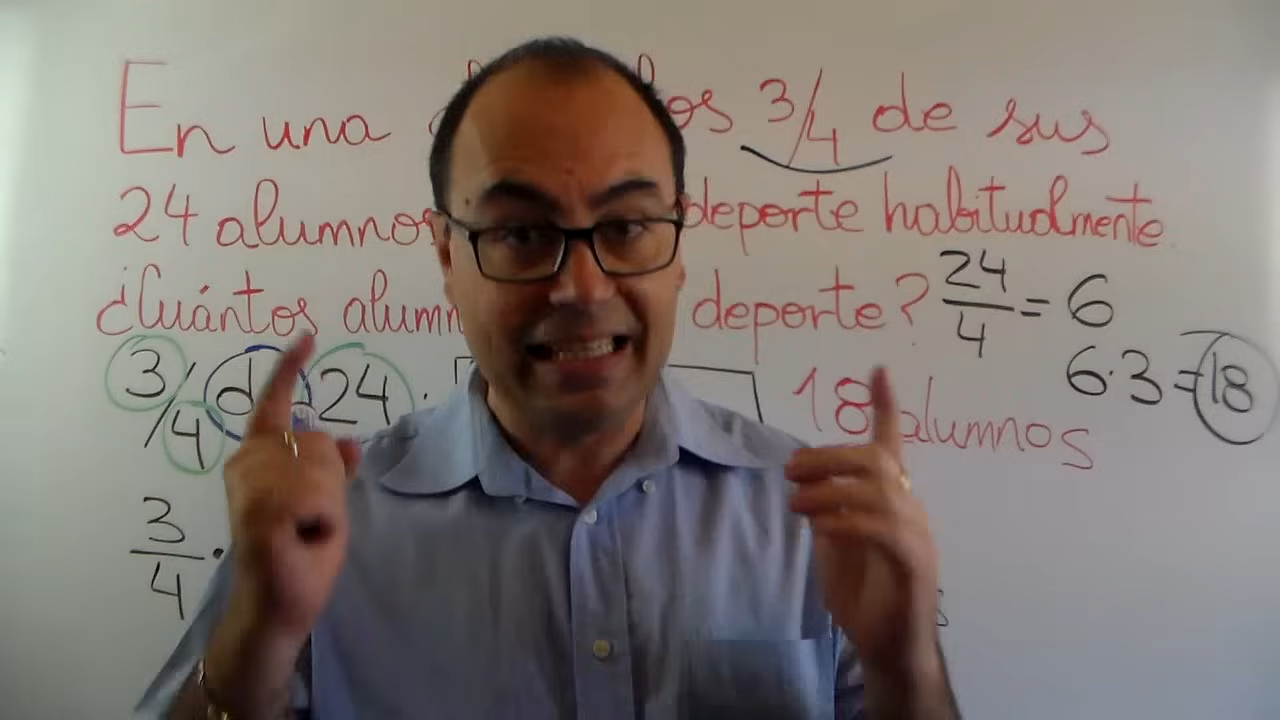 En una los 3/4 de sus
24 alumnos deporte habitualmente
¿Cuántos alumn deporte?
24/4 = 6
6·3 = 18
3/4 de 24
18 alumnos
3/4 ·